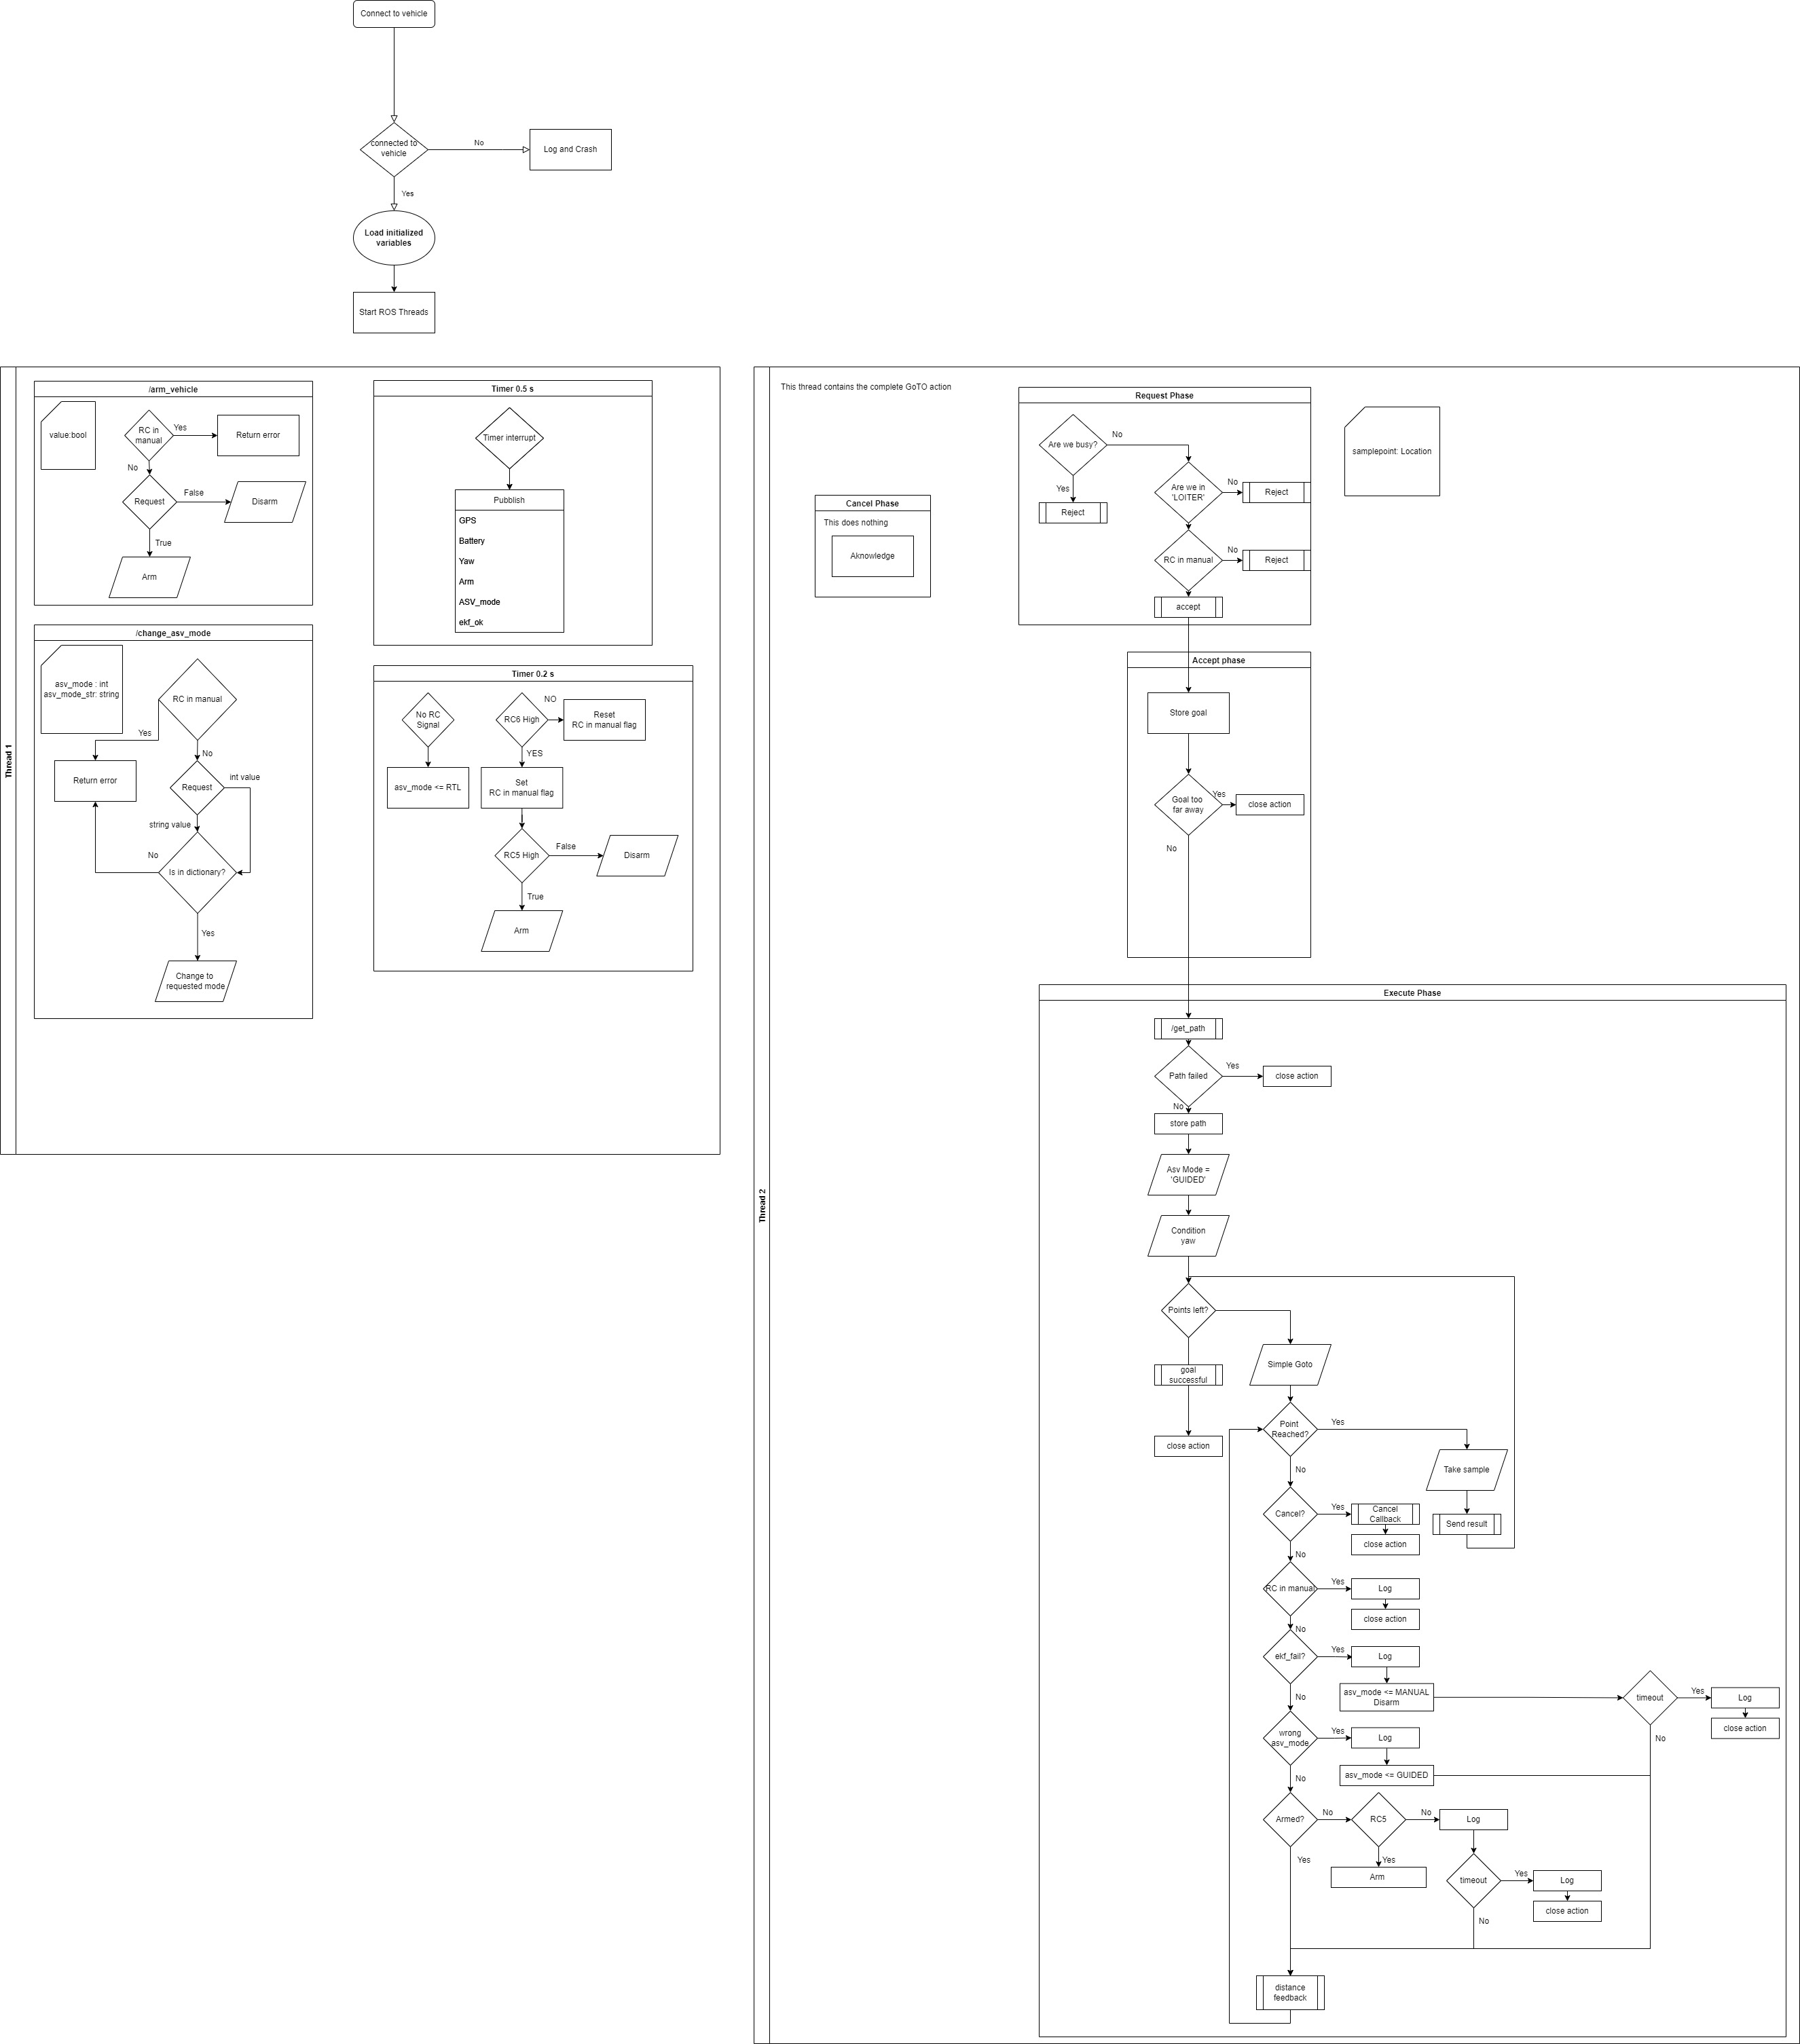 Connect to vehicle
connected to
vehicle
No
Log and Crash
Yes
Load initialized
variables
Start ROS Threads
Thread 1
/arm_vehicle
value:bool
RC in
manual
Yes
Return error
No
Request
False
Disarm
True
Arm
Timer 0.5 s
Timer interrupt
Pubblish
GPS
Battery
Yaw
Arm
ASV_mode
ekf_ok
/change_asv_mode
asv_mode : int
asv_mode_str: string
RC in manual
Yes
No
Return error
Request
int value
string value
No
Is in dictionary?
Yes
Change to
requested mode
Timer 0.2 s
No RC
Signal
asv_mode <= RTL
RC6 High
NO
Reset
RC in manual flag
YES
Set
RC in manual flag
RC5 High
False
Disarm
True
Arm
Thread 2
This thread contains the complete GoTO action
Cancel Phase
This does nothing
Aknowledge
Request Phase
Are we busy?
No
Yes
Reject
Are we in
'LOITER'
No
Reject
RC in manual
No
Reject
accept
samplepoint: Location
Accept phase
Store goal
Goal too
far away
Yes
close action
No
Execute Phase
/get_path
Path failed
Yes
close action
No
store path
Asv Mode =
'GUIDED'
Condition
yaw
Points left?
goal
successful
close action
Simple Goto
Point
Reached?
Yes
Take sample
Send result
No
Cancel?
Yes
Cancel
Callback
close action
No
RC in manual
Yes
Log
close action
No
ekf_fail?
Yes
Log
asv_mode <= MANUAL
Disarm
timeout
Yes
Log
close action
No
No
wrong
asv_mode
Yes
Log
asv_mode <= GUIDED
No
Armed?
No
RC5
No
Log
Yes
Yes
Arm
timeout
Yes
Log
close action
No
distance
feedback